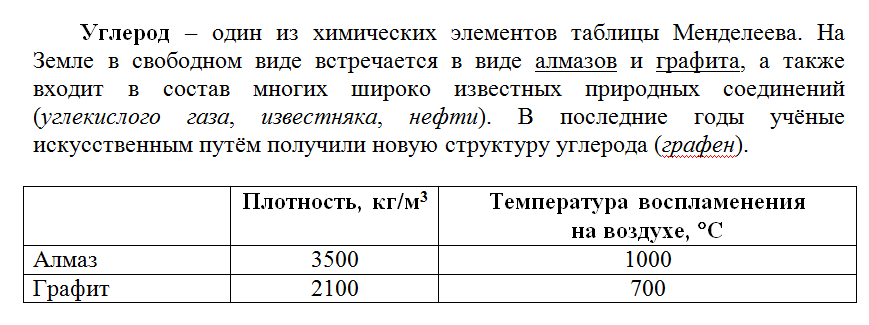 Углерод – один из химических элементов таблицы Менделеева. На
Земле в свободном виде встречается в виде алмазов и графита, а также
входит в состав многих широко известных природных соединений
(углекислого газа, известняка, нефти). В последние годы учёные
искусственным путём получили новую структуру углерода (графен).
Плотность, кг/м³ Температура воспламенения
на воздухе, °С
Алмаз 3500 1000
Графит 2100 700